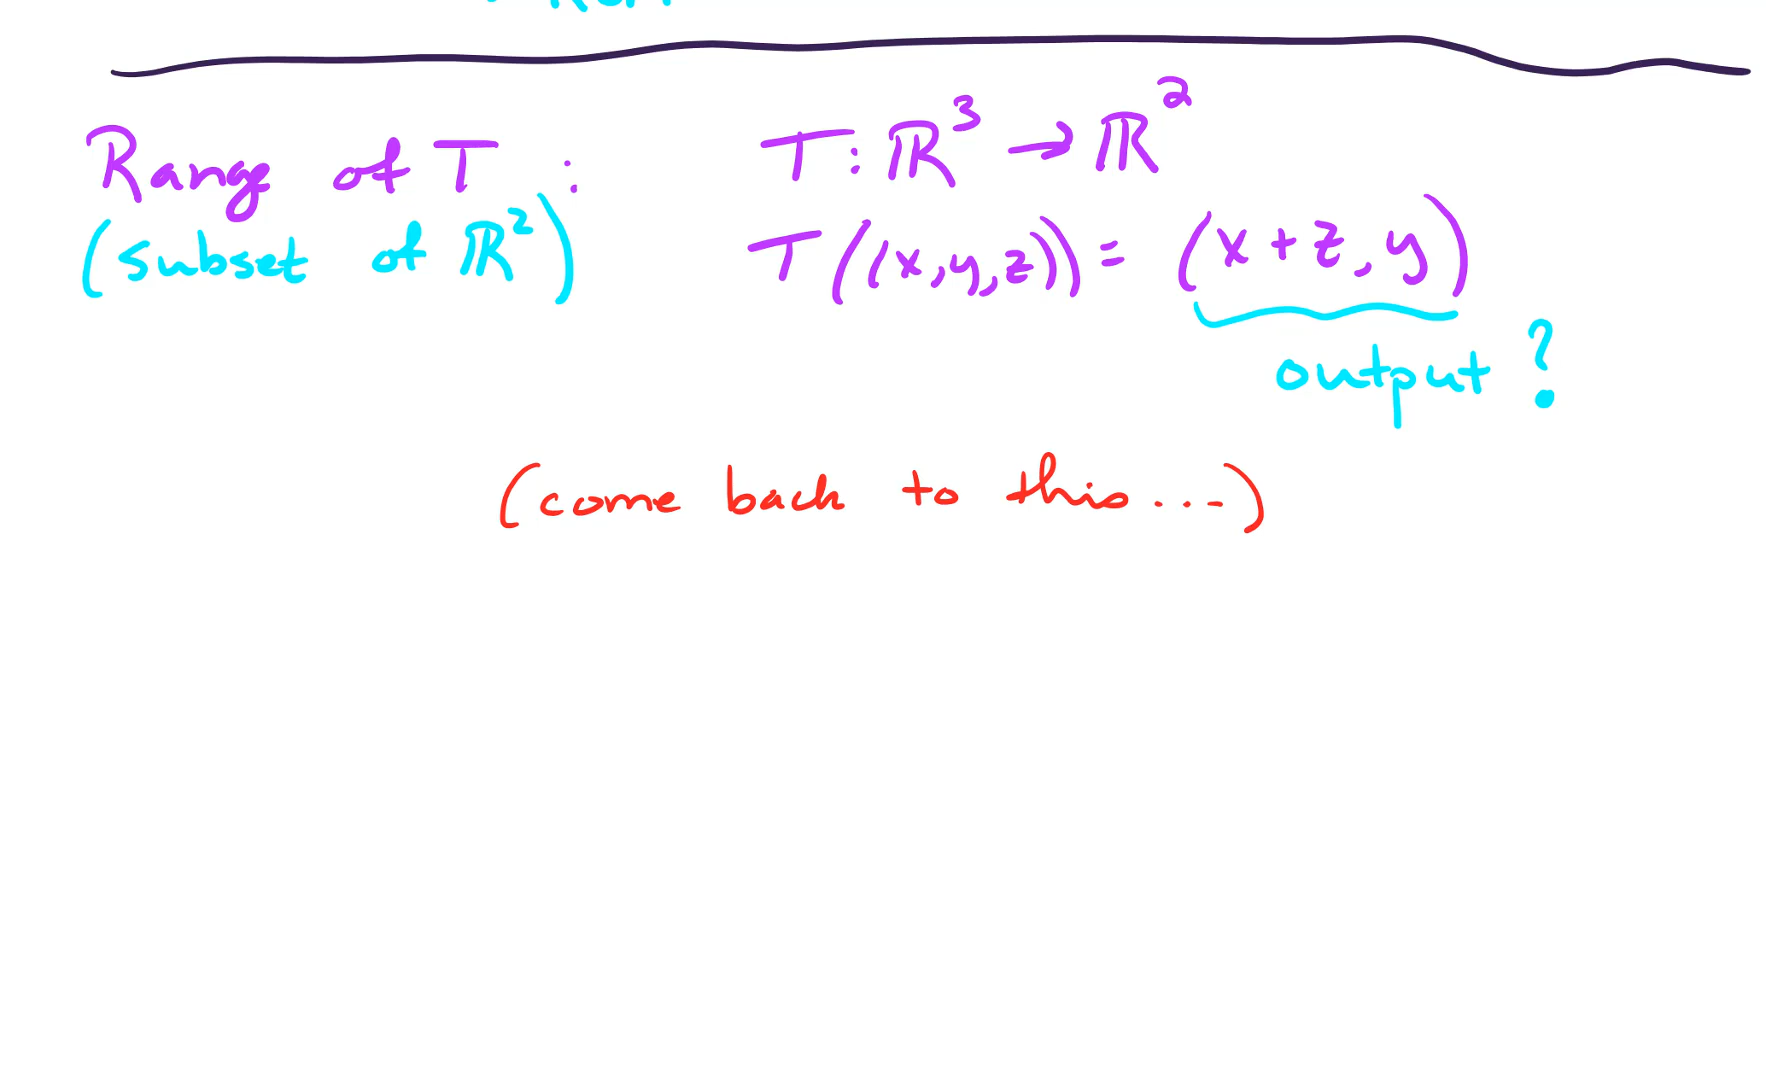 Range of T : T : ℝ³ → ℝ²
(subset of ℝ²) T((x,y,z)) = (x+z, y)
output ?
(come back to this...)